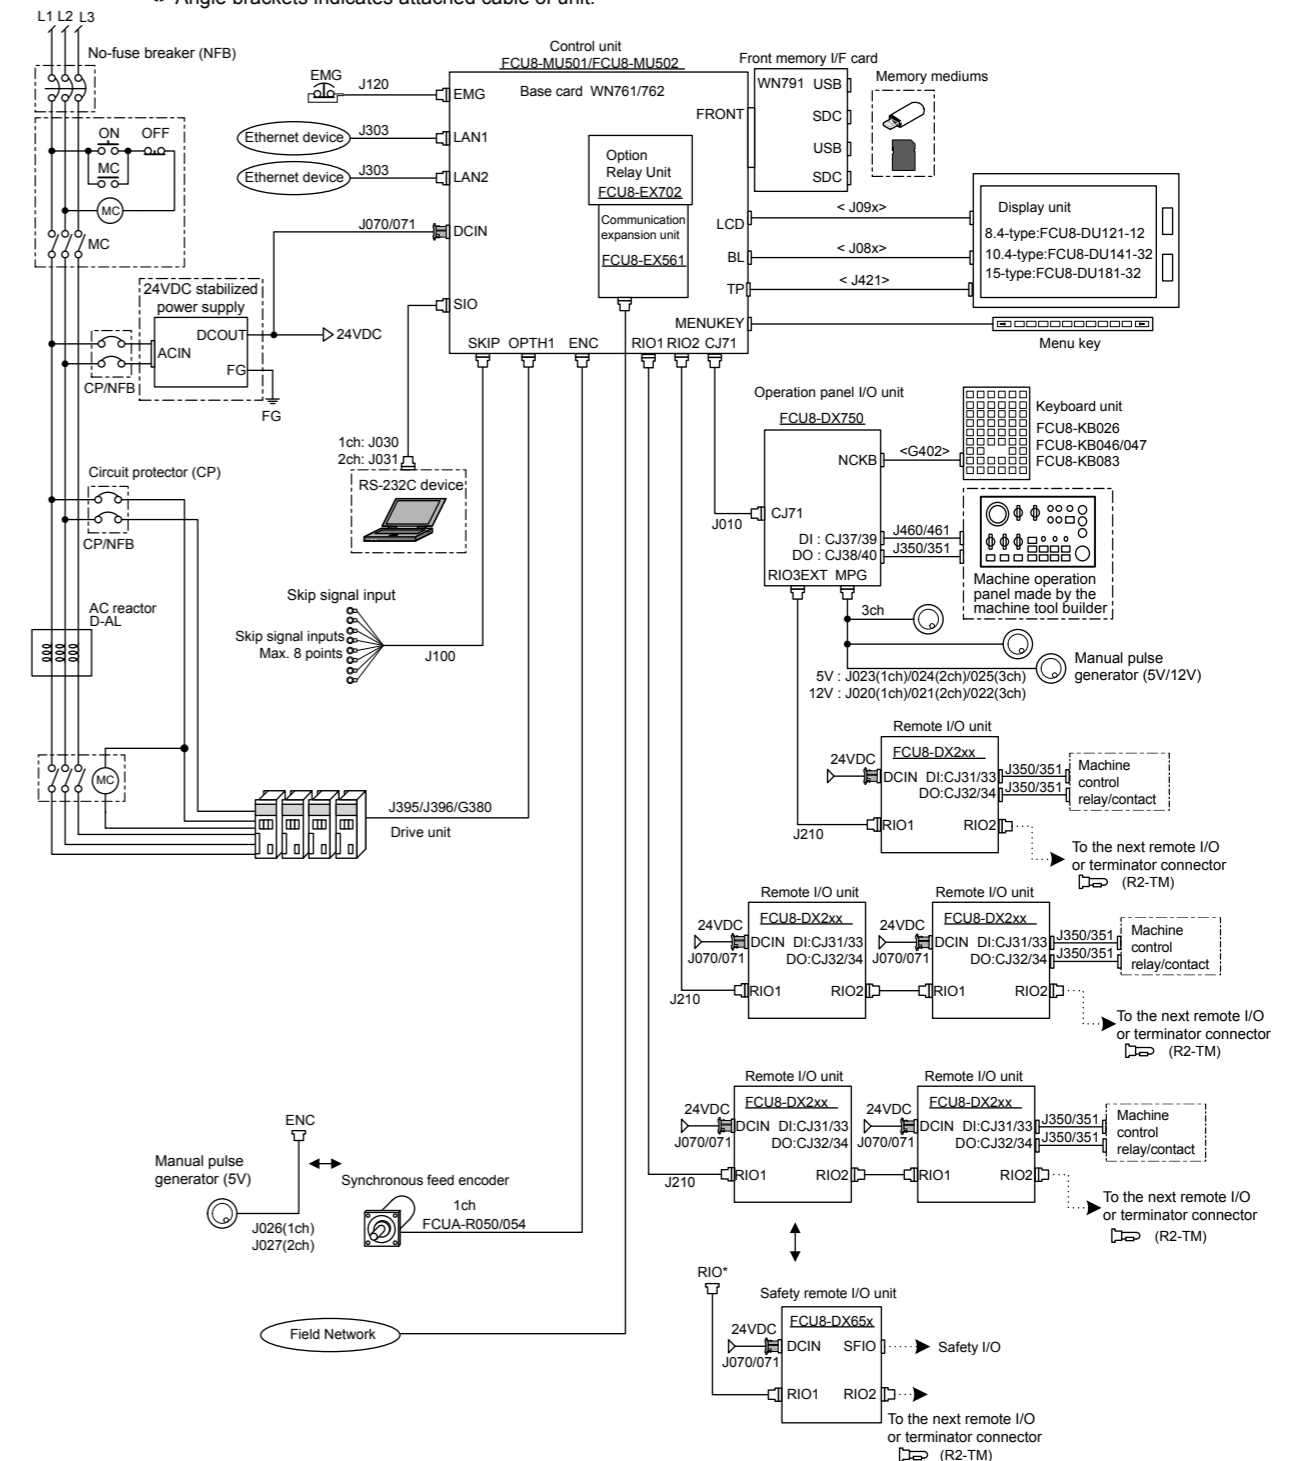 <> Angle brackets indicates attached cable of unit.
L1 L2 L3
No-fuse breaker (NFB)
ON OFF
MC
MC
MC
24VDC stabilized
power supply
DCOUT
ACIN
FG
FG
24VDC
CP/NFB
Circuit protector (CP)
CP/NFB
AC reactor
D-AL
MC
J395/J396/G380
Drive unit
Control unit
FCU8-MU501/FCU8-MU502
Base card WN761/762
EMG
J120
EMG
Ethernet device
J303
LAN1
Ethernet device
J303
LAN2
J070/071
DCIN
SIO
Option
Relay Unit
FCU8-EX702
Communication
expansion unit
FCU8-EX561
FRONT
LCD
BL
TP
MENUKEY
SKIP OPTH1 ENC RIO1 RIO2 CJ71
Front memory I/F card
WN791 USB
SDC
USB
SDC
Memory mediums
< J09x>
< J08x>
< J421>
Display unit
8.4-type:FCU8-DU121-12
10.4-type:FCU8-DU141-32
15-type:FCU8-DU181-32
Menu key
1ch: J030
2ch: J031
RS-232C device
Skip signal input
Skip signal inputs
Max. 8 points
J100
Operation panel I/O unit
FCU8-DX750
NCKB
<G402>
Keyboard unit
FCU8-KB026
FCU8-KB046/047
FCU8-KB083
J010
CJ71
DI : CJ37/39
DO : CJ38/40
J460/461
J350/351
RIO3EXT MPG
Machine operation
panel made by the
machine tool builder
3ch
Manual pulse
generator (5V/12V)
5V : J023(1ch)/024(2ch)/025(3ch)
12V : J020(1ch)/021(2ch)/022(3ch)
Remote I/O unit
FCU8-DX2xx
24VDC
DCIN DI:CJ31/33
DO:CJ32/34
J350/351
J350/351
Machine
control
relay/contact
J210
RIO1 RIO2
To the next remote I/O
or terminator connector
(R2-TM)
Remote I/O unit
Remote I/O unit
FCU8-DX2xx
FCU8-DX2xx
24VDC
DCIN DI:CJ31/33
DO:CJ32/34
J070/071
24VDC
DCIN DI:CJ31/33
DO:CJ32/34
J070/071
J350/351
J350/351
Machine
control
relay/contact
J210
RIO1 RIO2
RIO1 RIO2
To the next remote I/O
or terminator connector
(R2-TM)
Remote I/O unit
Remote I/O unit
FCU8-DX2xx
FCU8-DX2xx
24VDC
DCIN DI:CJ31/33
DO:CJ32/34
J070/071
24VDC
DCIN DI:CJ31/33
DO:CJ32/34
J070/071
J350/351
J350/351
Machine
control
relay/contact
J210
RIO1 RIO2
RIO1 RIO2
To the next remote I/O
or terminator connector
(R2-TM)
ENC
Manual pulse
generator (5V)
J026(1ch)
J027(2ch)
Synchronous feed encoder
1ch
FCUA-R050/054
Field Network
RIO*
Safety remote I/O unit
FCU8-DX65x
24VDC
DCIN SFIO
J070/071
Safety I/O
RIO1 RIO2
To the next remote I/O
or terminator connector
(R2-TM)